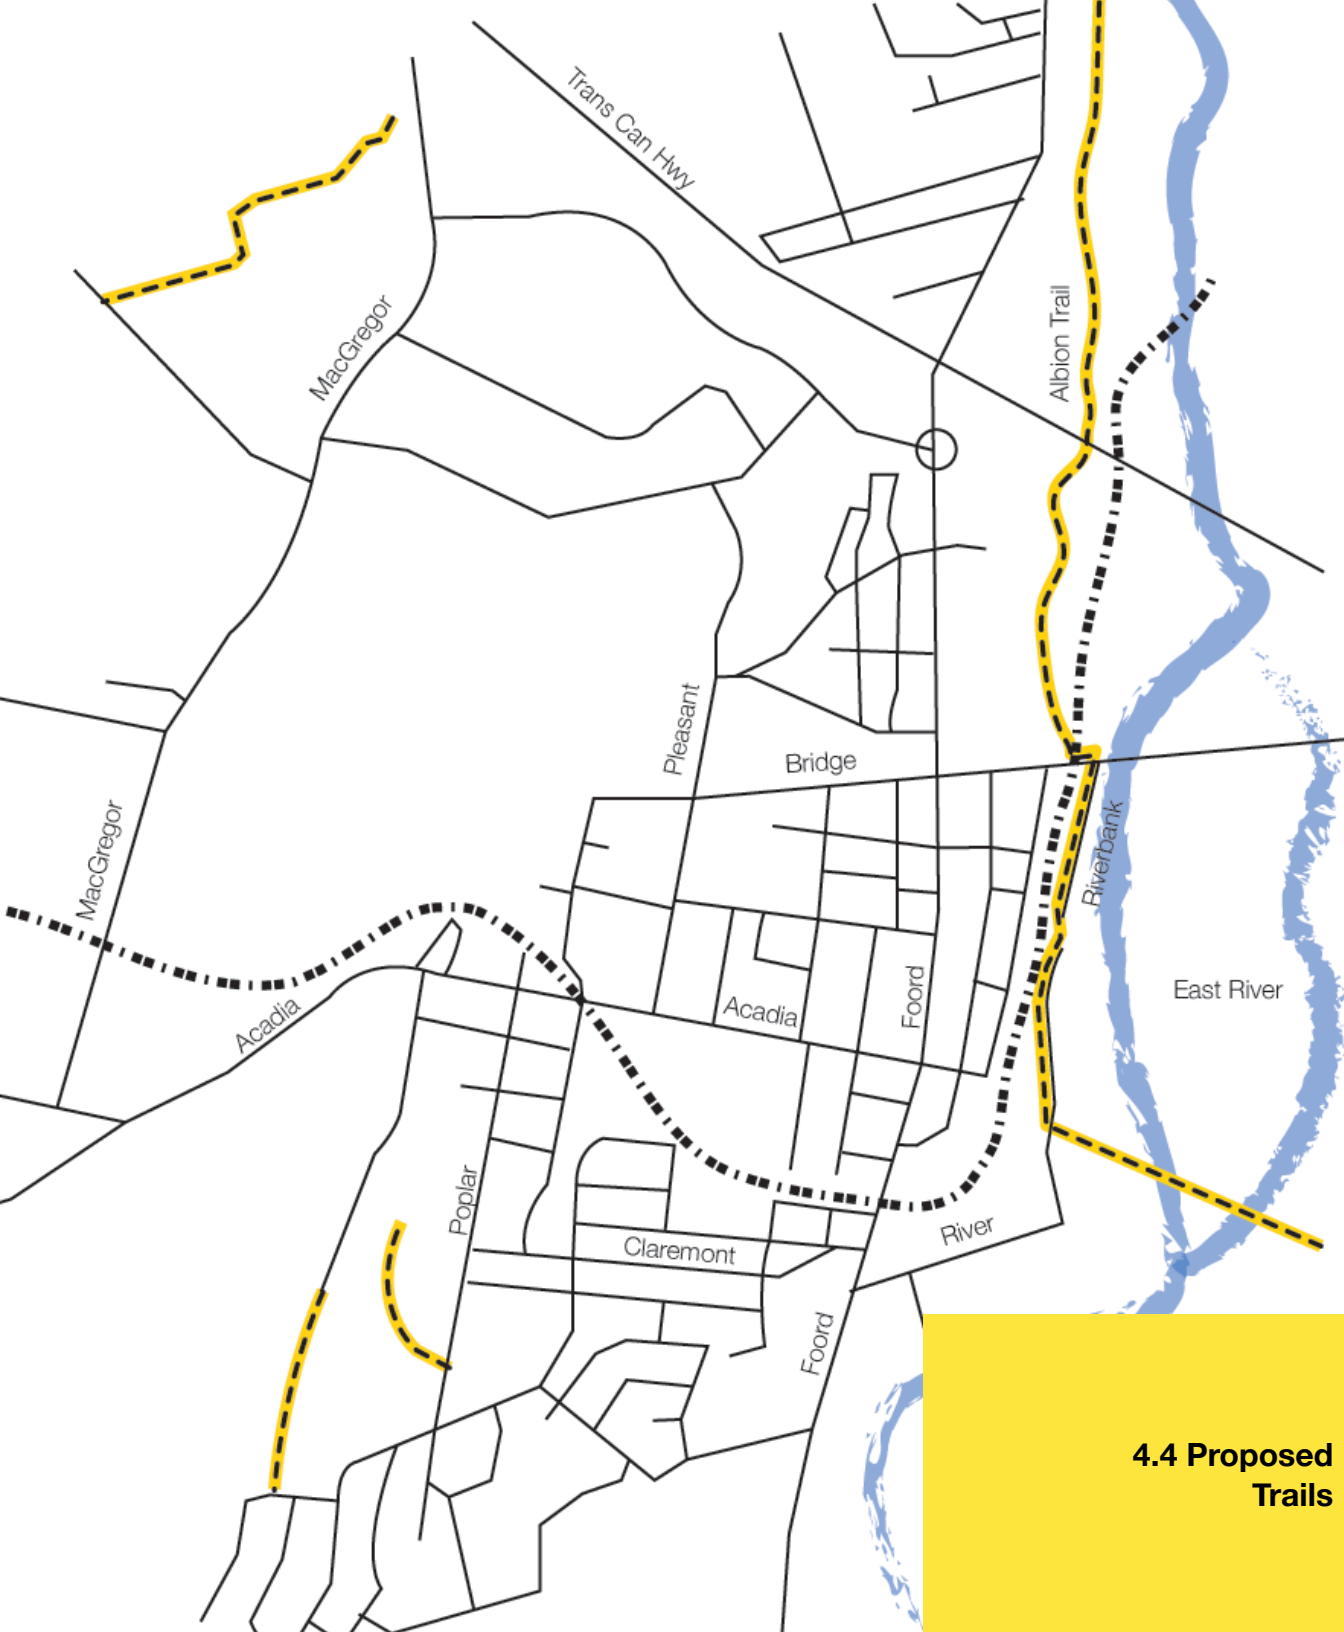 Trans Can Hwy
MacGregor
Albion Trail
Pleasant
Bridge
MacGregor
Riverbank
East River
Foord
Acadia
Acadia
Poplar
River
Claremont
Foord
4.4 Proposed
Trails